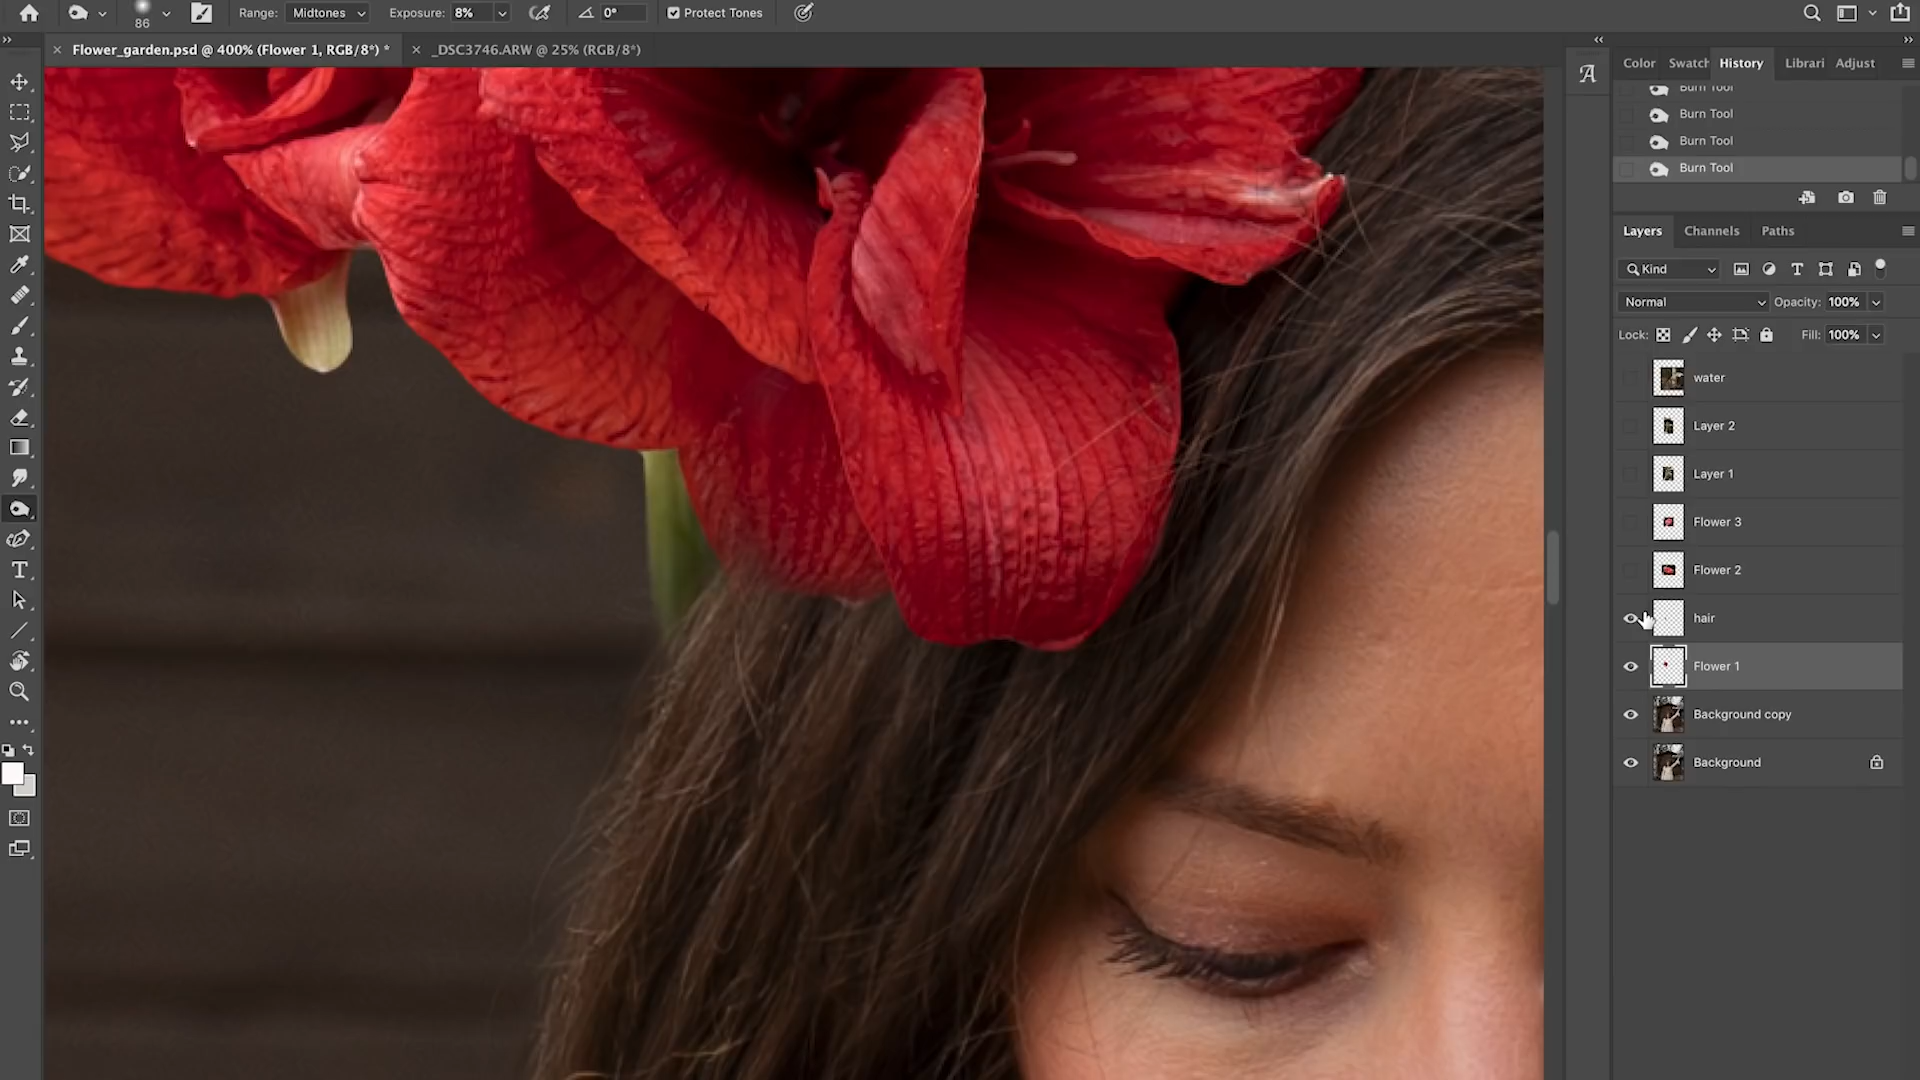 86
Range: Midtones
Exposure: 8%
0°
Protect Tones
Flower_garden.psd @ 400% (Flower 1, RGB/8*) *
_DSC3746.ARW @ 25% (RGB/8*)
Color
Swatch
History
Librari
Adjust
Burn Tool
Burn Tool
Burn Tool
Burn Tool
Layers
Channels
Paths
Kind
Normal
Opacity: 100%
Lock:
Fill: 100%
water
Layer 2
Layer 1
Flower 3
Flower 2
hair
Flower 1
Background copy
Background